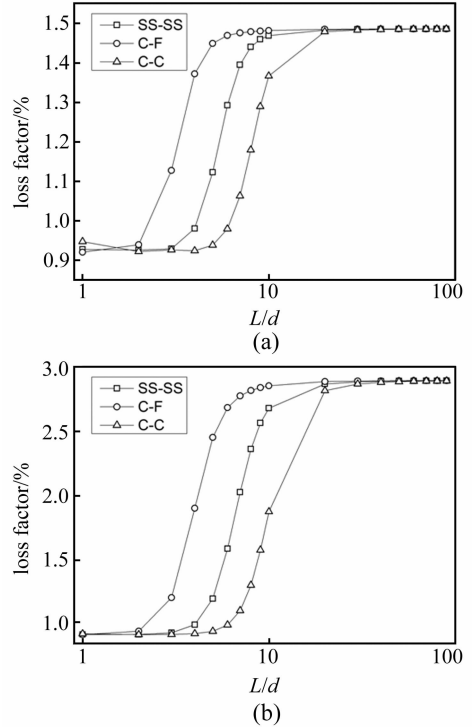 1.5
1.4
1.3
1.2
1.1
1.0
0.9
loss factor/%
SS-SS
C-F
C-C
1 10 100
L/d
(a)
3.0
2.5
2.0
1.5
1.0
loss factor/%
SS-SS
C-F
C-C
1 10 100
L/d
(b)